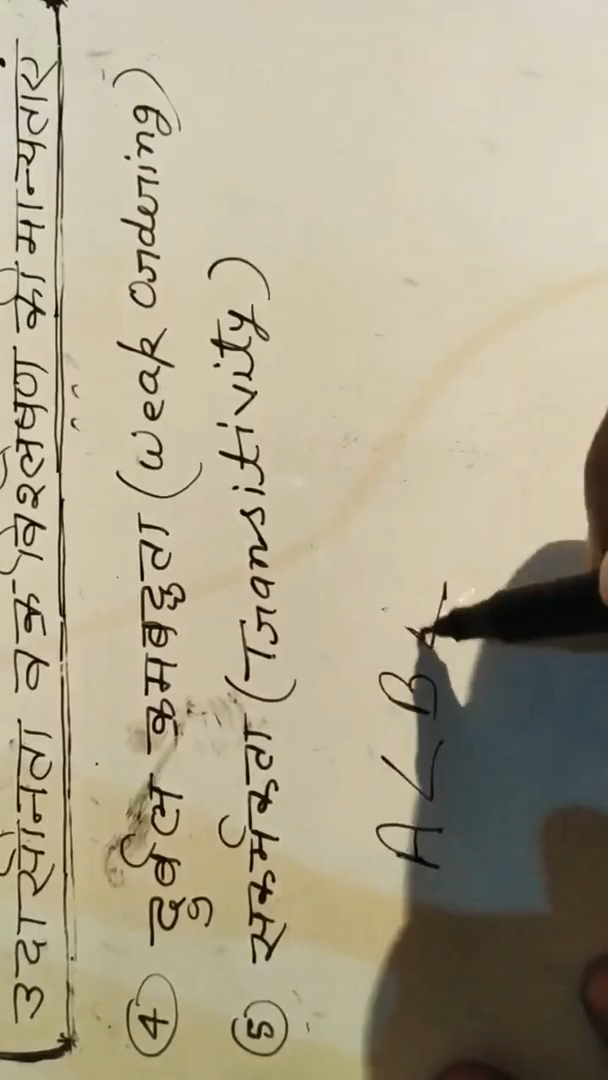 उदासीनता वक्र विश्लेषण की मान्यताएं
④ दुर्बल क्रमबद्धता (Weak ordering)
⑤ सकर्मकता (Transitivity)
A < B <